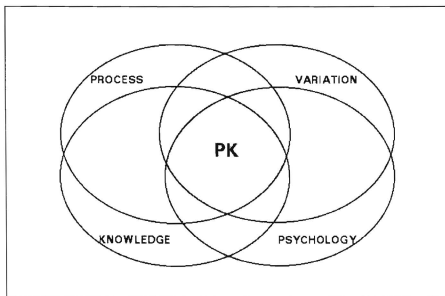 PROCESS
VARIATION
PK
KNOWLEDGE
PSYCHOLOGY